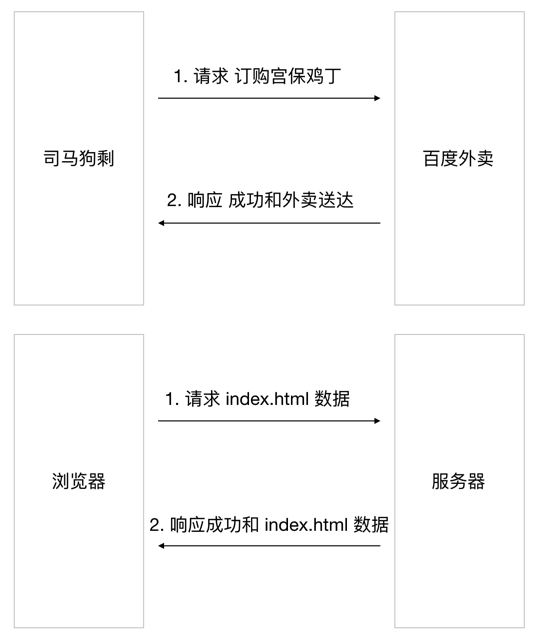 1. 请求 订购宫保鸡丁
司马狗剩
百度外卖
2. 响应 成功和外卖送达
1. 请求 index.html 数据
浏览器
服务器
2. 响应成功和 index.html 数据